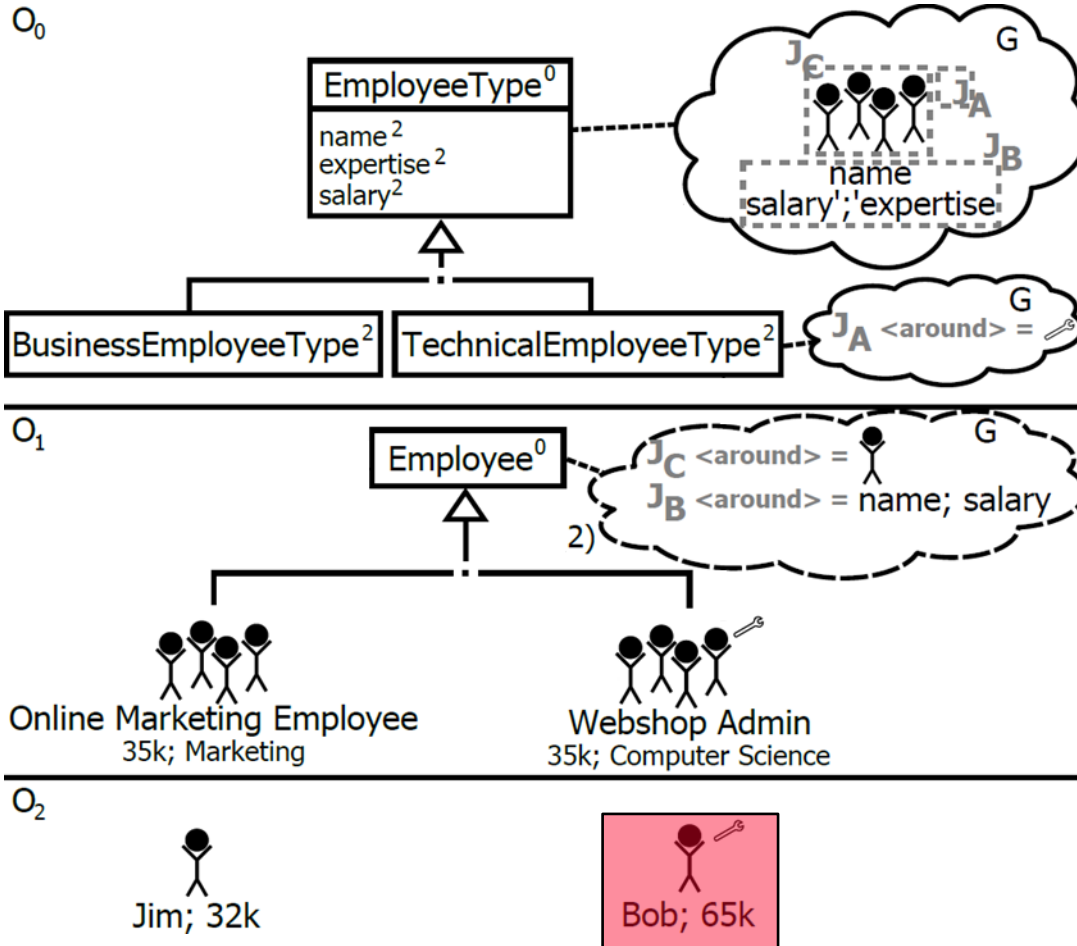 O0
EmployeeType0
name2
expertise2
salary2
G
JC
JA
JB
name
salary';'expertise
BusinessEmployeeType2
TechnicalEmployeeType2
G
JA <around> =
O1
Employee0
G
JC <around> =
JB <around> = name; salary
2)
Online Marketing Employee
35k; Marketing
Webshop Admin
35k; Computer Science
O2
Jim; 32k
Bob; 65k